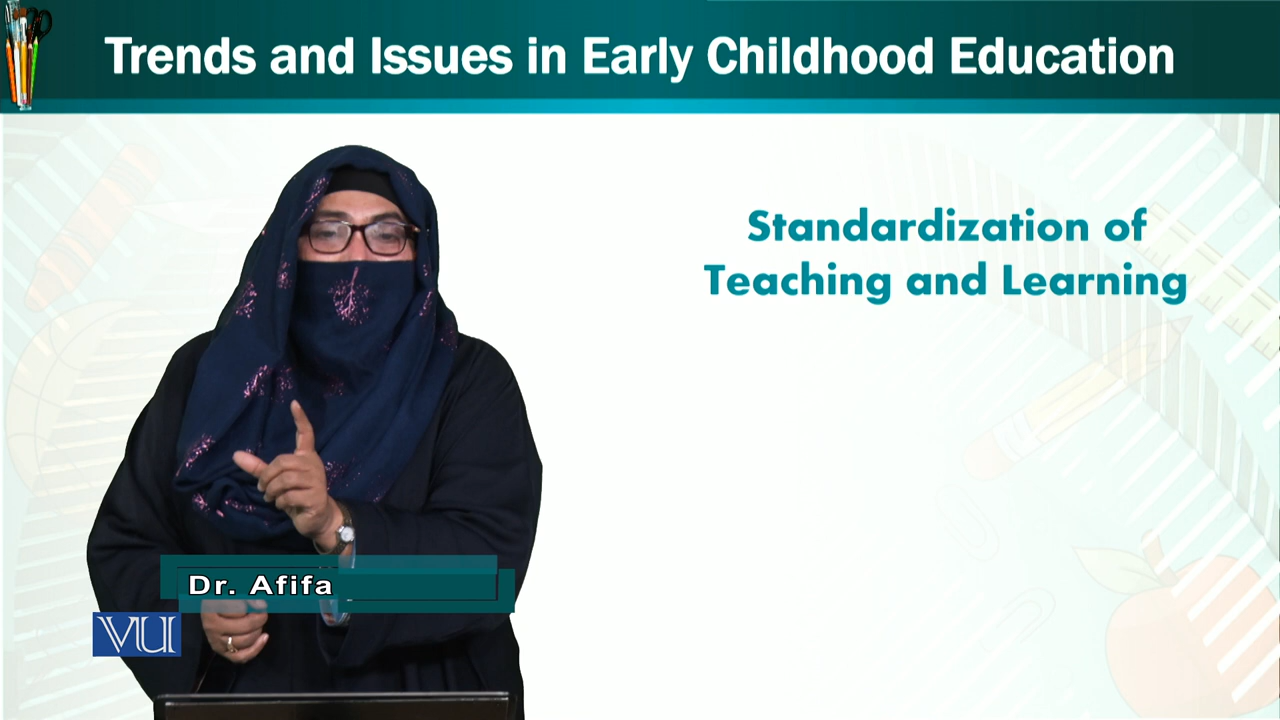 Trends and Issues in Early Childhood Education
Standardization of
Teaching and Learning
Dr. Afifa
VU